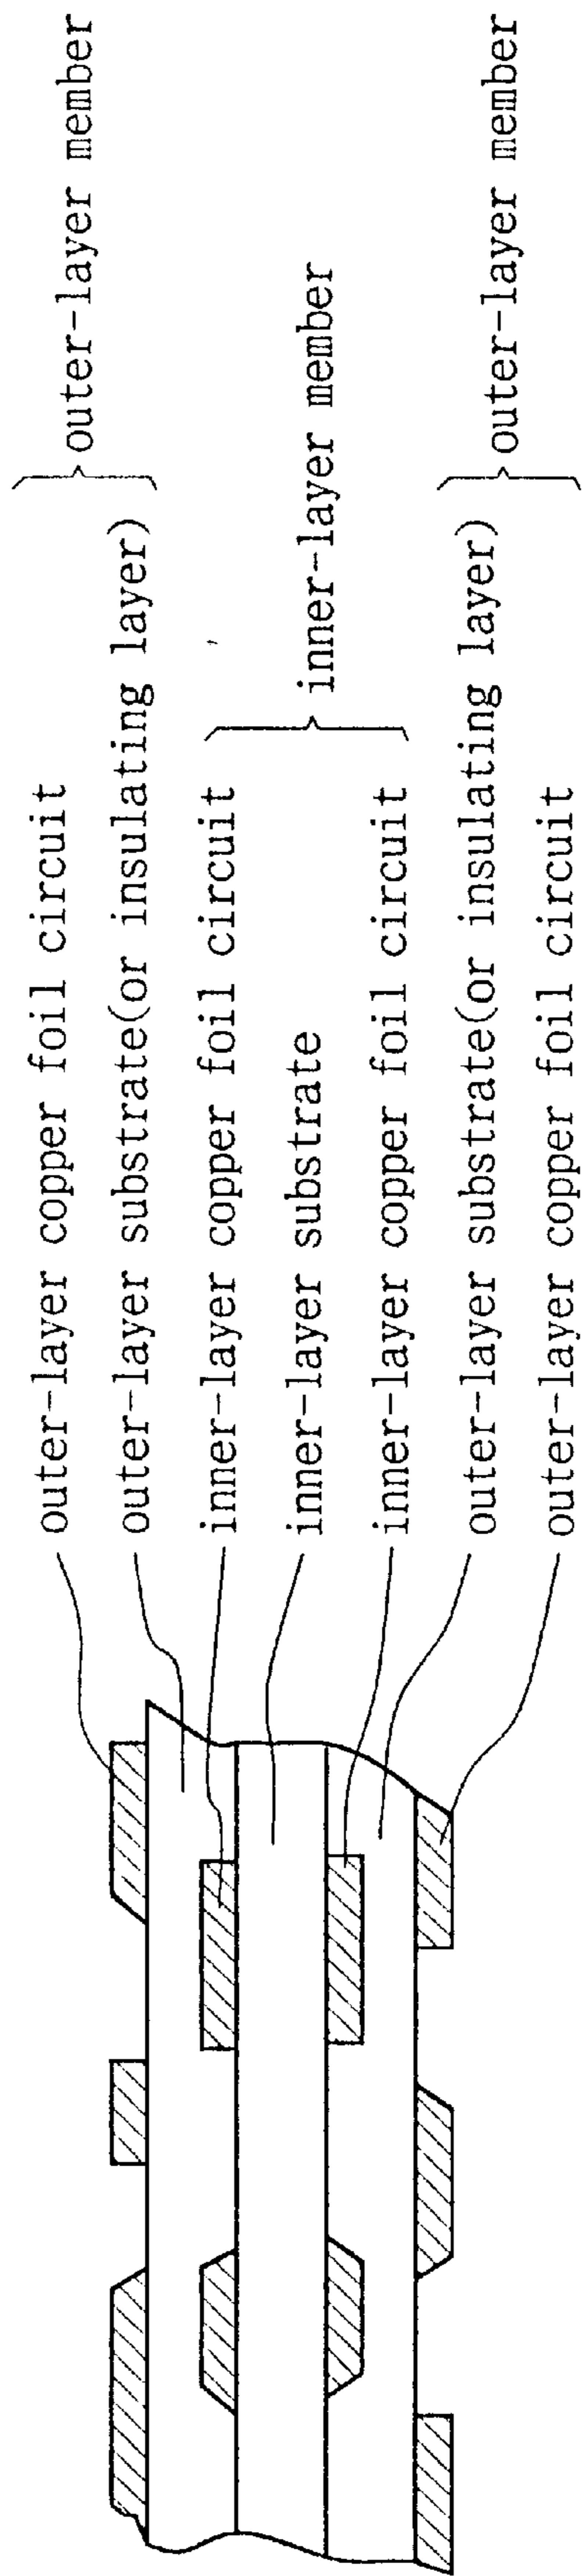 outer-layer copper foil circuit
outer-layer substrate(or insulating layer)
outer-layer member
inner-layer copper foil circuit
inner-layer substrate
inner-layer member
inner-layer copper foil circuit
outer-layer substrate(or insulating layer)
outer-layer member
outer-layer copper foil circuit